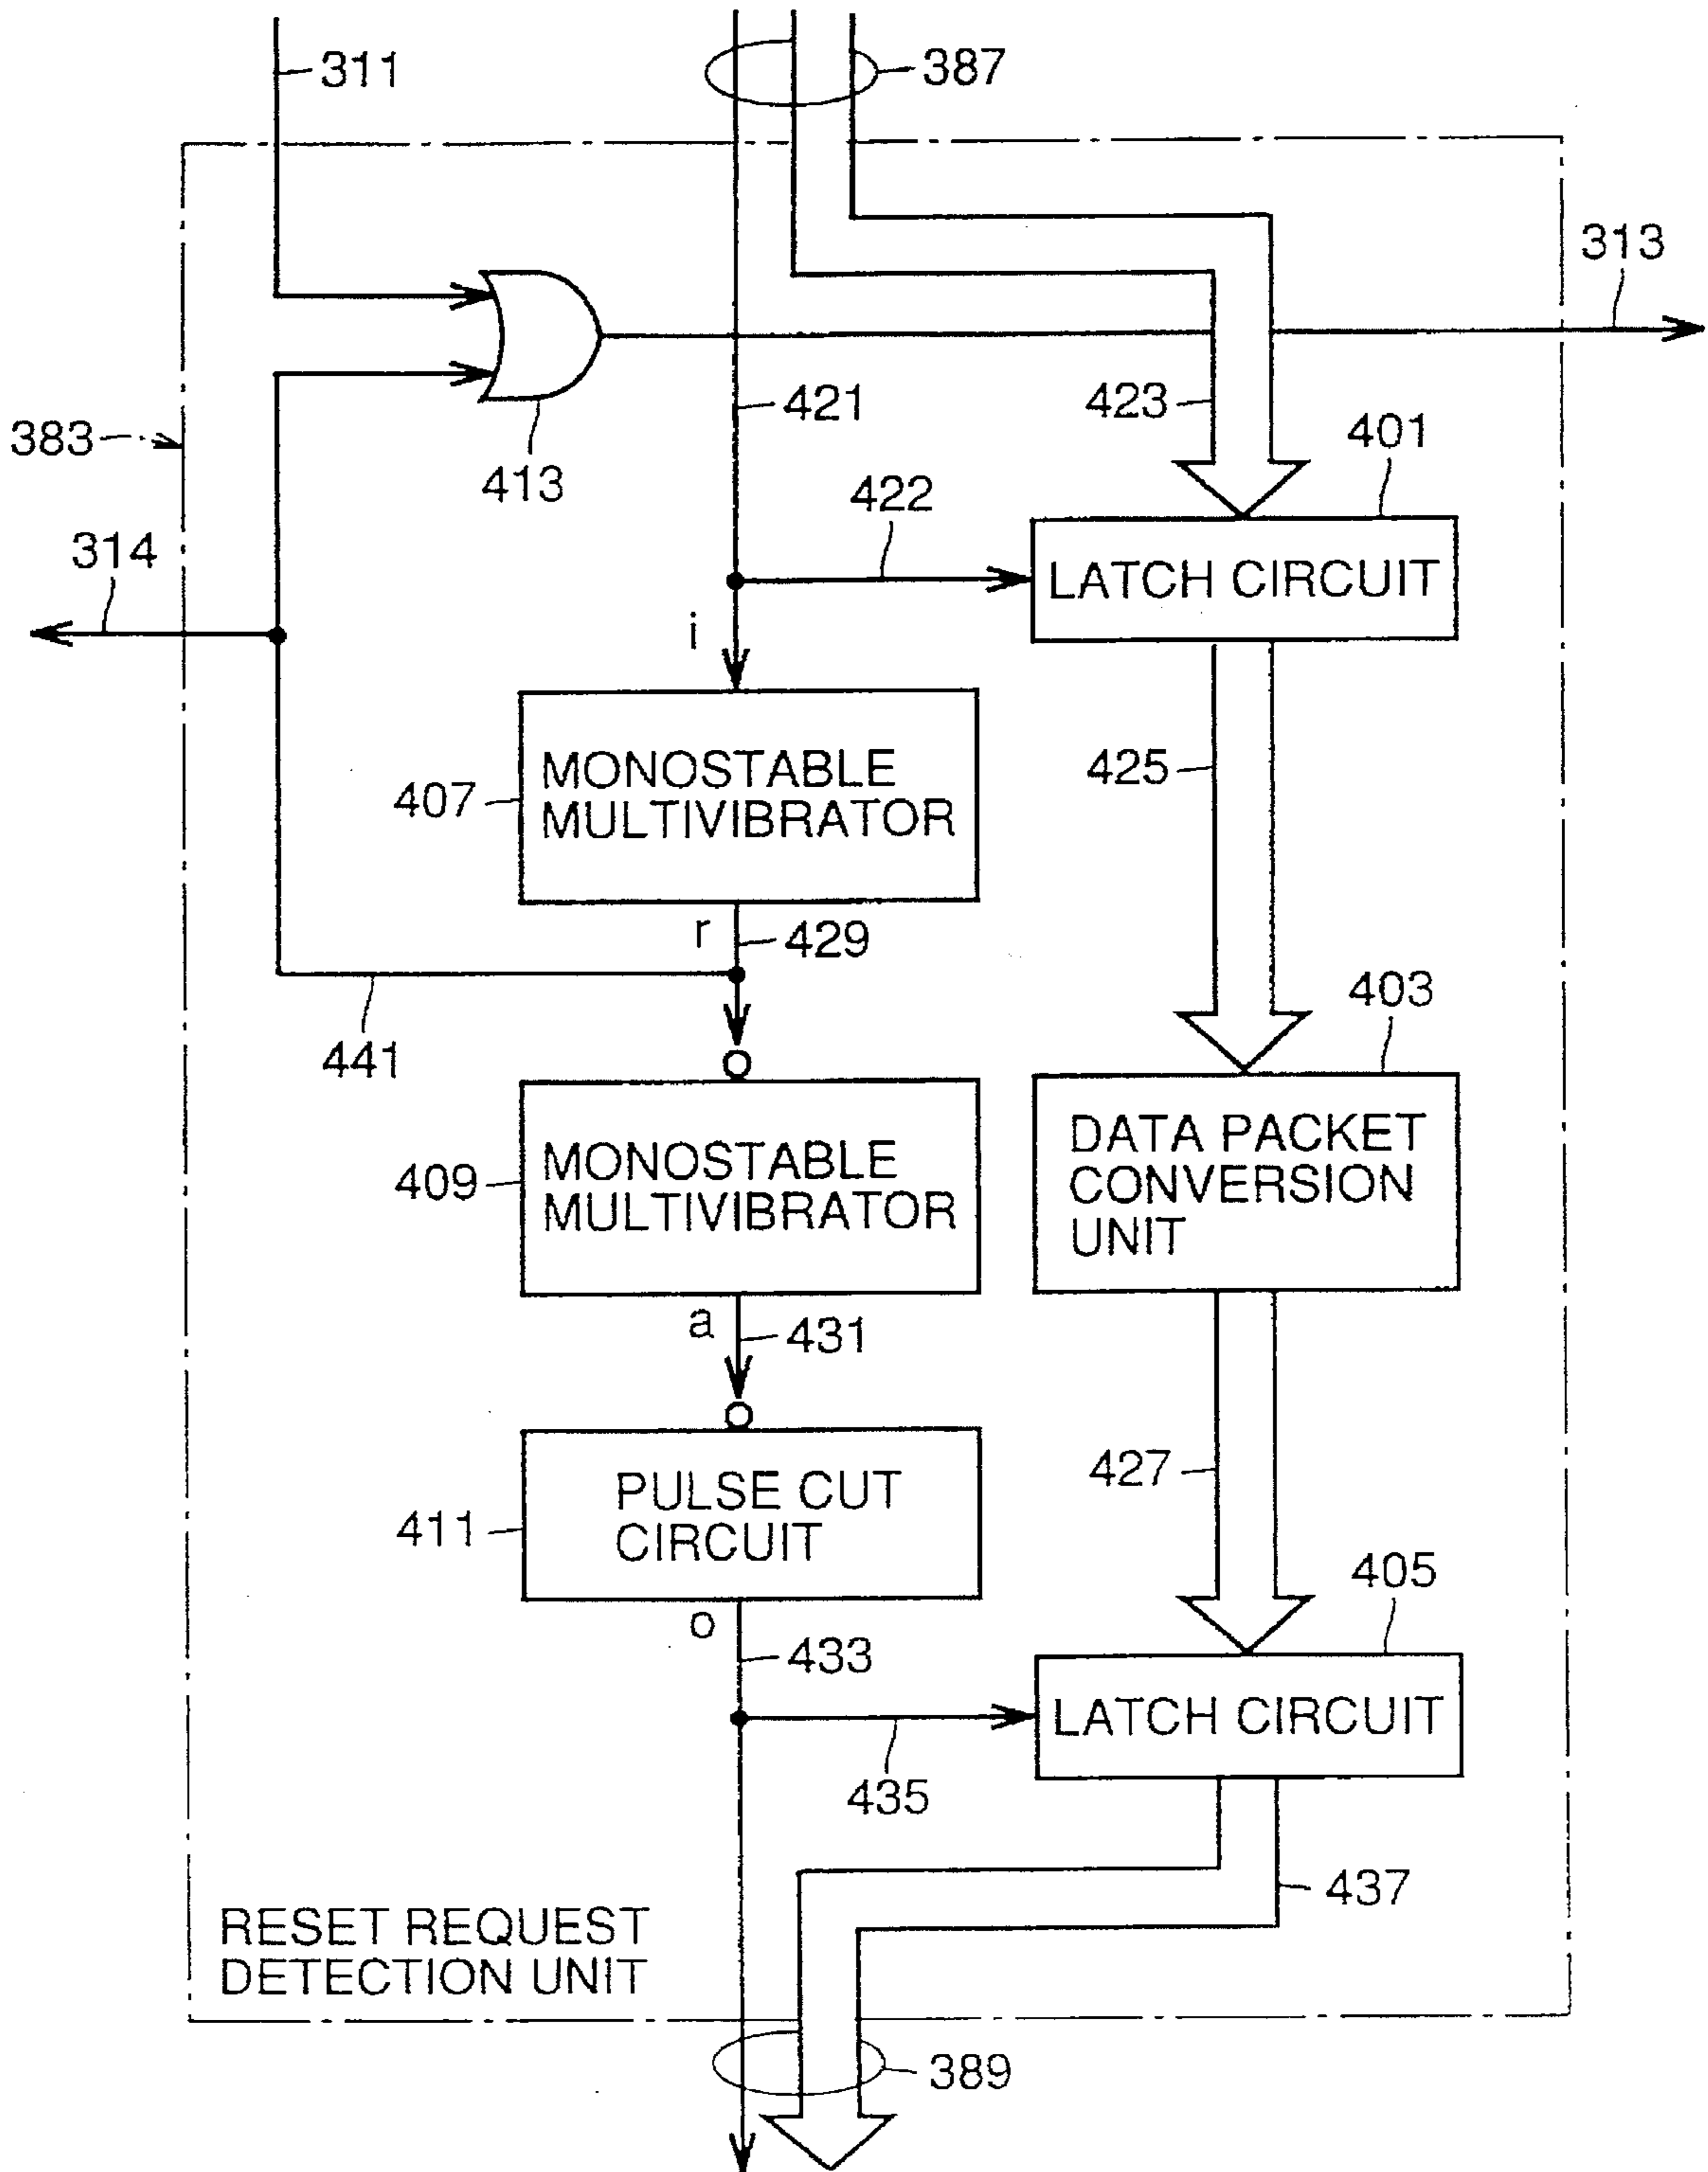 311
387
313
421
423
401
383
413
422
314
LATCH CIRCUIT
i
MONOSTABLE
MULTIVIBRATOR
407
425
r
429
441
403
409
MONOSTABLE
MULTIVIBRATOR
DATA PACKET
CONVERSION
UNIT
a
431
411
PULSE CUT
CIRCUIT
427
405
o
433
LATCH CIRCUIT
435
437
RESET REQUEST
DETECTION UNIT
389